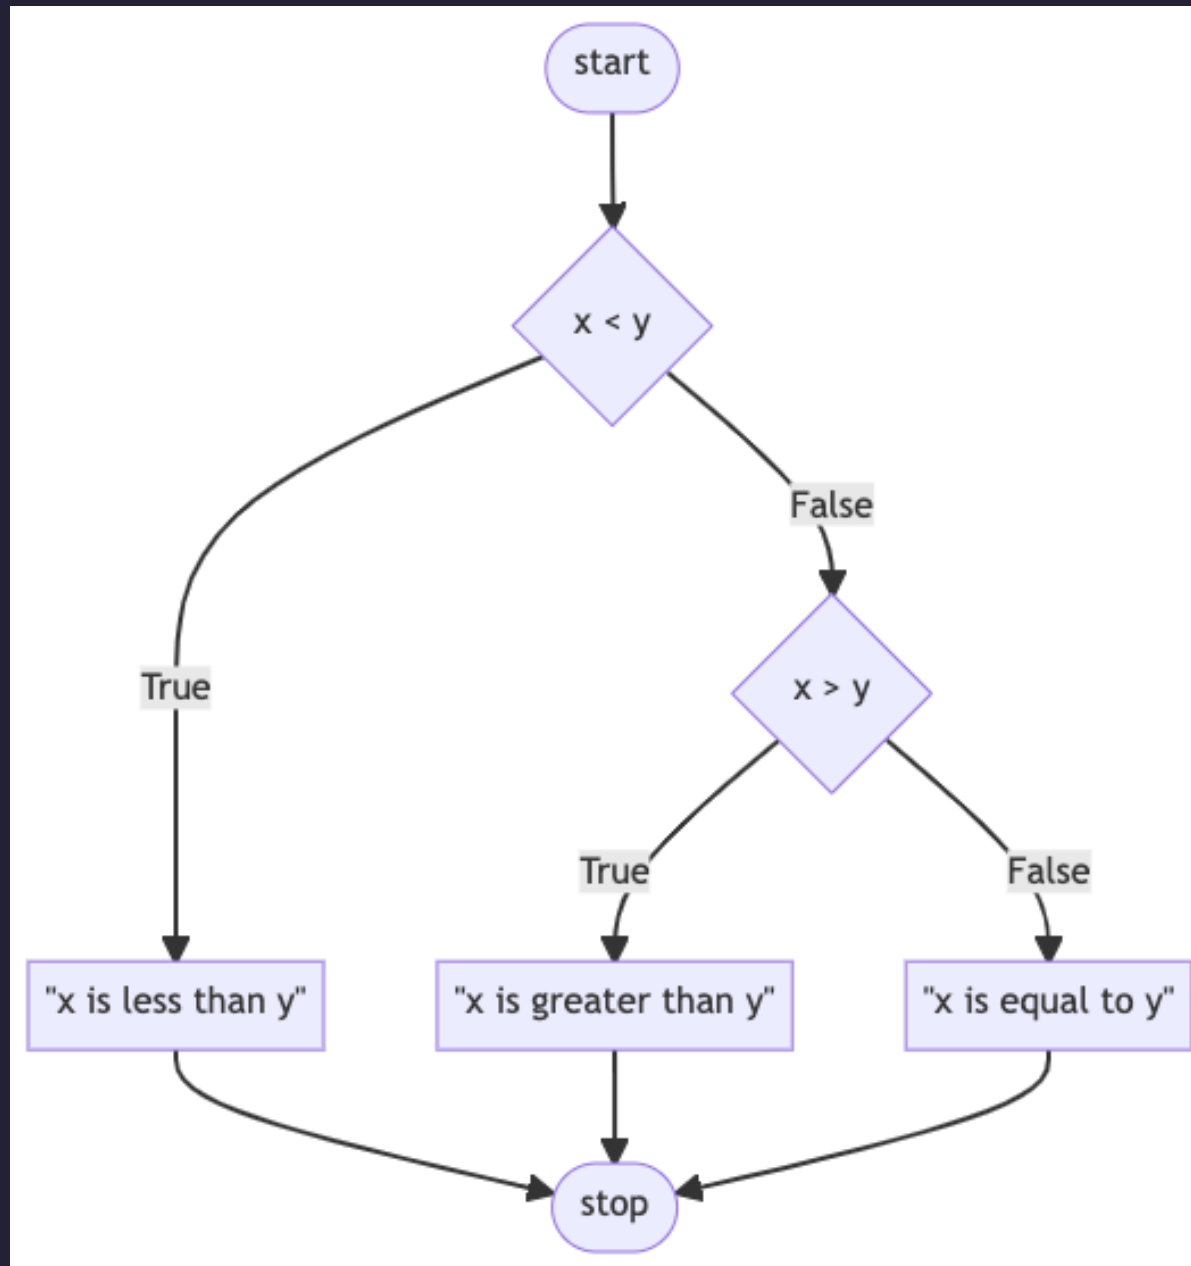 start
x < y
False
True
x > y
True
False
"x is less than y"
"x is greater than y"
"x is equal to y"
stop